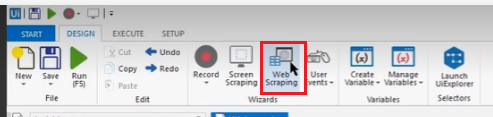 Ui
START DESIGN EXECUTE SETUP
Cut Undo
Copy Redo
Paste
New Save Run (F5)
Record Screen Scraping Web Scraping User Events
Create Variable Manage Variables
Launch UiExplorer
File Edit Wizards Variables Selectors